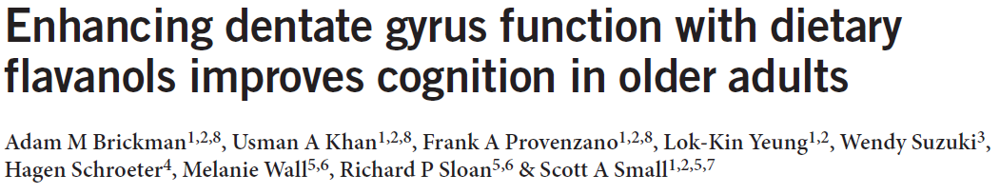 Enhancing dentate gyrus function with dietary
flavanols improves cognition in older adults
Adam M Brickman1,2,8, Usman A Khan1,2,8, Frank A Provenzano1,2,8, Lok-Kin Yeung1,2, Wendy Suzuki3,
Hagen Schroeter4, Melanie Wall5,6, Richard P Sloan5,6 & Scott A Small1,2,5,7